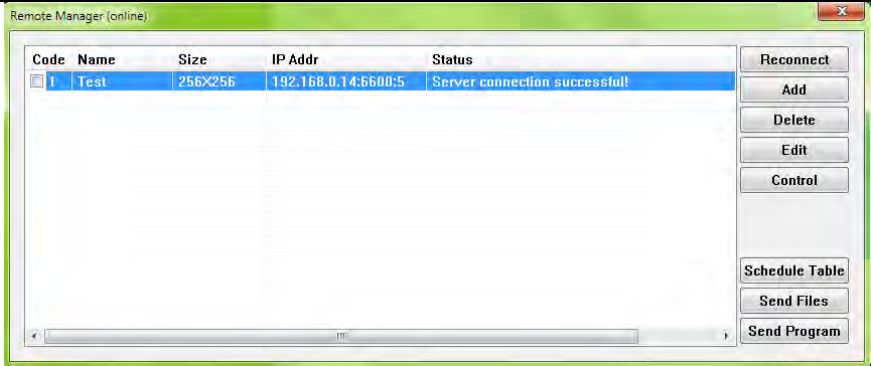 Remote Manager (online)
Code Name Size IP Addr Status
1 Test 256X256 192.168.0.14:6600:5 Server connection successful!
Reconnect
Add
Delete
Edit
Control
Schedule Table
Send Files
Send Program